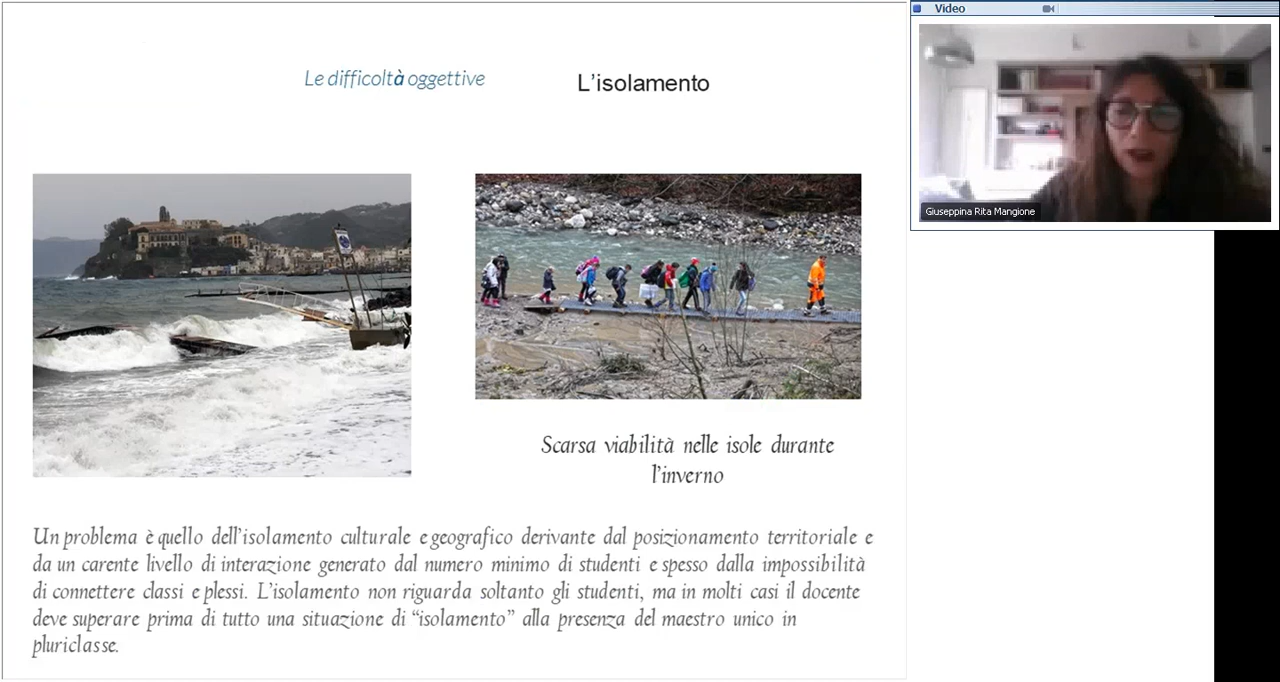 Le difficoltà oggettive
L'isolamento
Video
Giuseppina Rita Mangione
Scarsa viabilità nelle isole durante
l'inverno
Un problema è quello dell'isolamento culturale e geografico derivante dal posizionamento territoriale e
da un carente livello di interazione generato dal numero minimo di studenti e spesso dalla impossibilità
di connettere classi e plessi. L'isolamento non riguarda soltanto gli studenti, ma in molti casi il docente
deve superare prima di tutto una situazione di “isolamento” alla presenza del maestro unico in
pluriclasse.